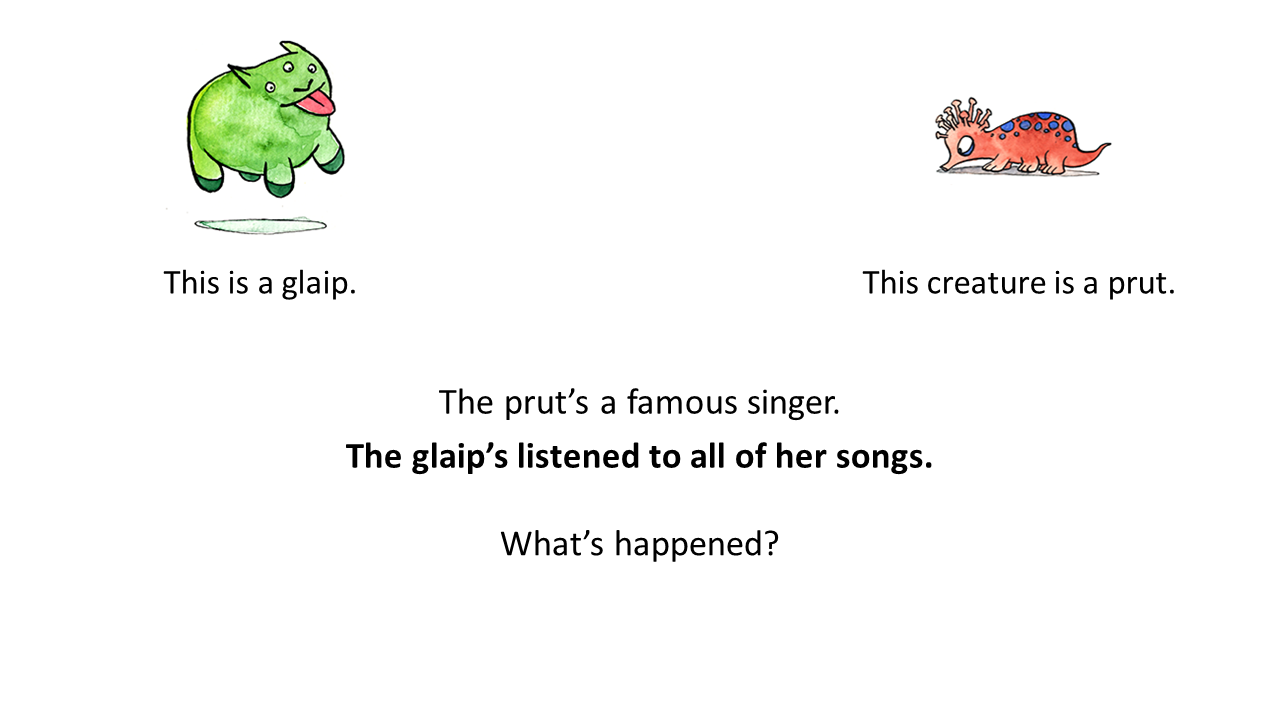 This is a glaip.
This creature is a prut.
The prut’s a famous singer.
The glaip’s listened to all of her songs.
What’s happened?